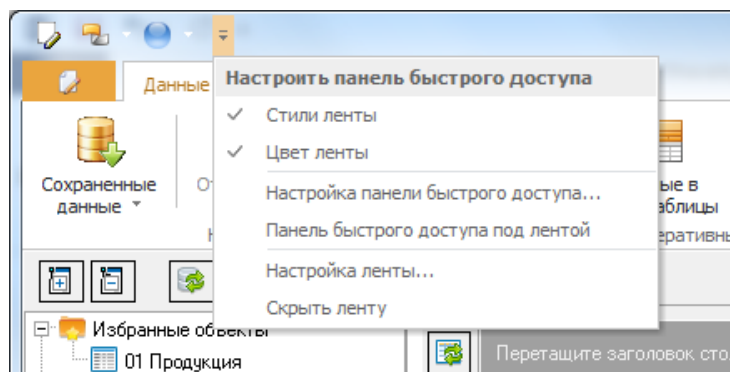 Данные
Настроить панель быстрого доступа
Стили ленты
Цвет ленты
Настройка панели быстрого доступа...
Панель быстрого доступа под лентой
Настройка ленты...
Скрыть ленту
Сохраненные
данные
Избранные объекты
01 Продукция
Перетащите заголовок